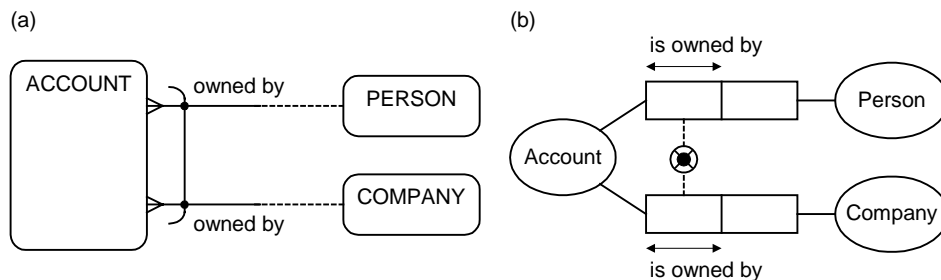 (a)
(b)
ACCOUNT
owned by
PERSON
COMPANY
owned by
is owned by
Account
Person
Company
is owned by